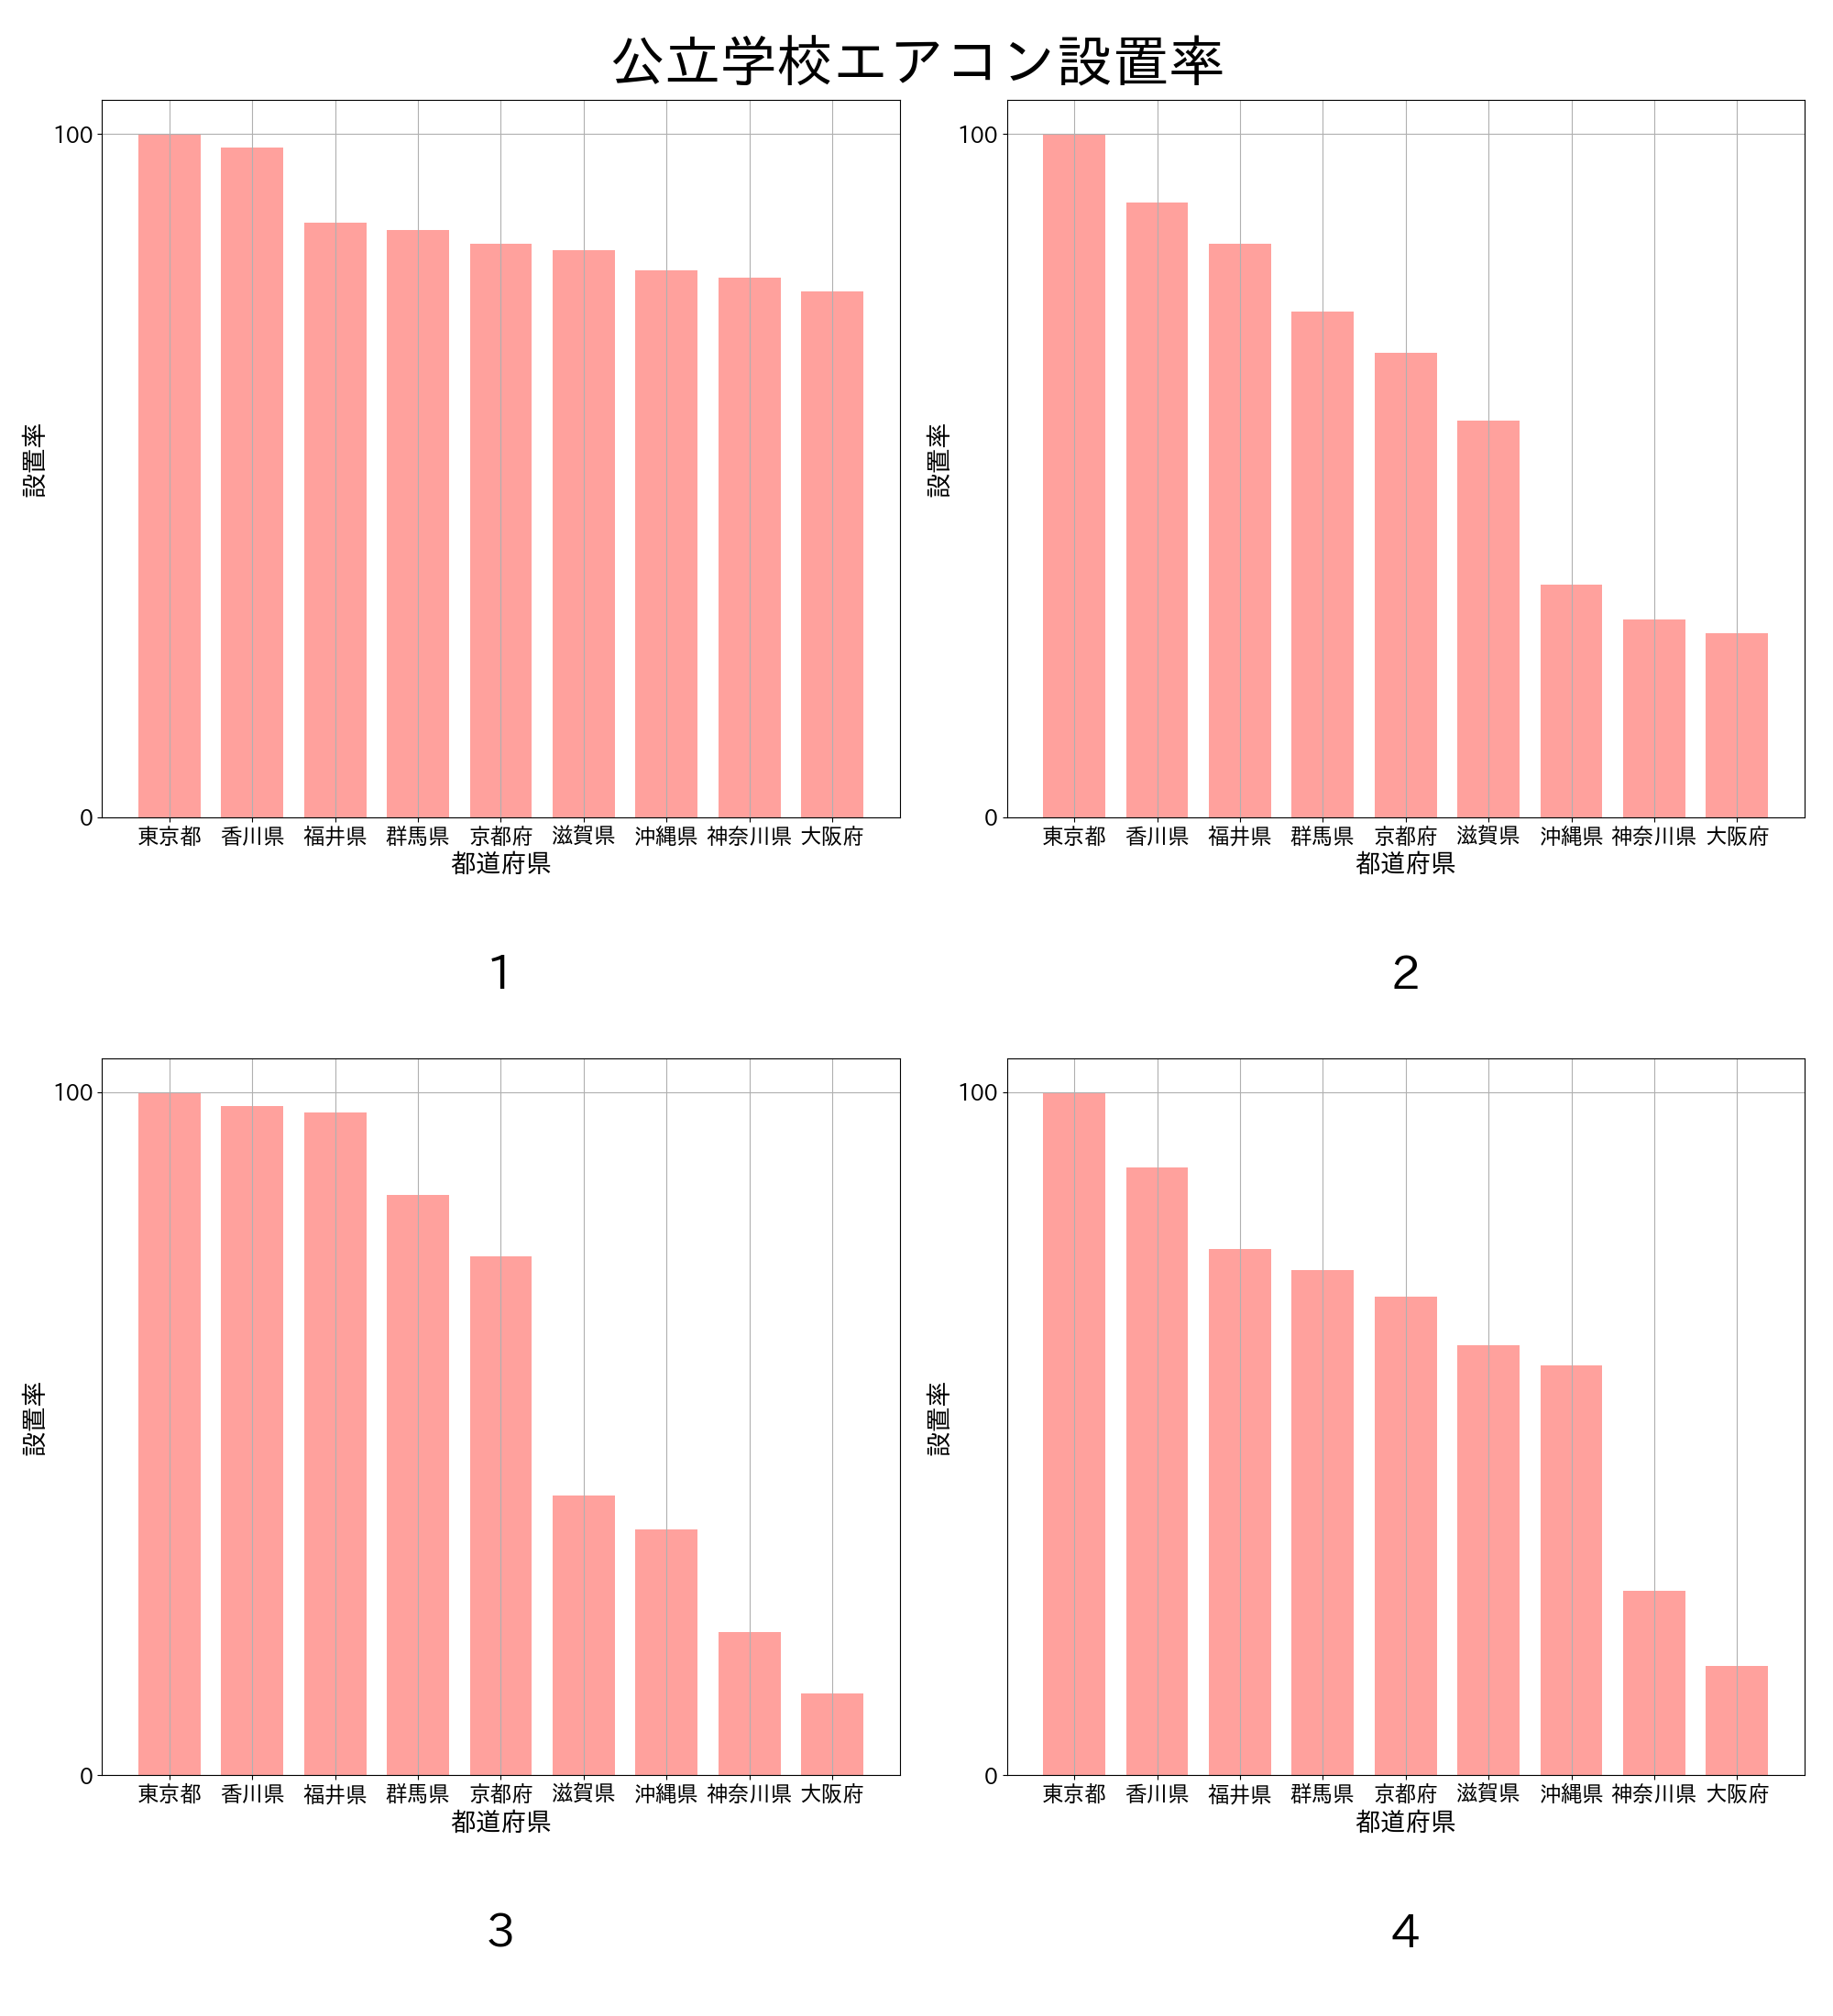 公立学校エアコン設置率
100
0
設置率
東京都 香川県 福井県 群馬県 京都府 滋賀県 沖縄県 神奈川県 大阪府
都道府県
1
100
0
設置率
東京都 香川県 福井県 群馬県 京都府 滋賀県 沖縄県 神奈川県 大阪府
都道府県
2
100
0
設置率
東京都 香川県 福井県 群馬県 京都府 滋賀県 沖縄県 神奈川県 大阪府
都道府県
3
100
0
設置率
東京都 香川県 福井県 群馬県 京都府 滋賀県 沖縄県 神奈川県 大阪府
都道府県
4